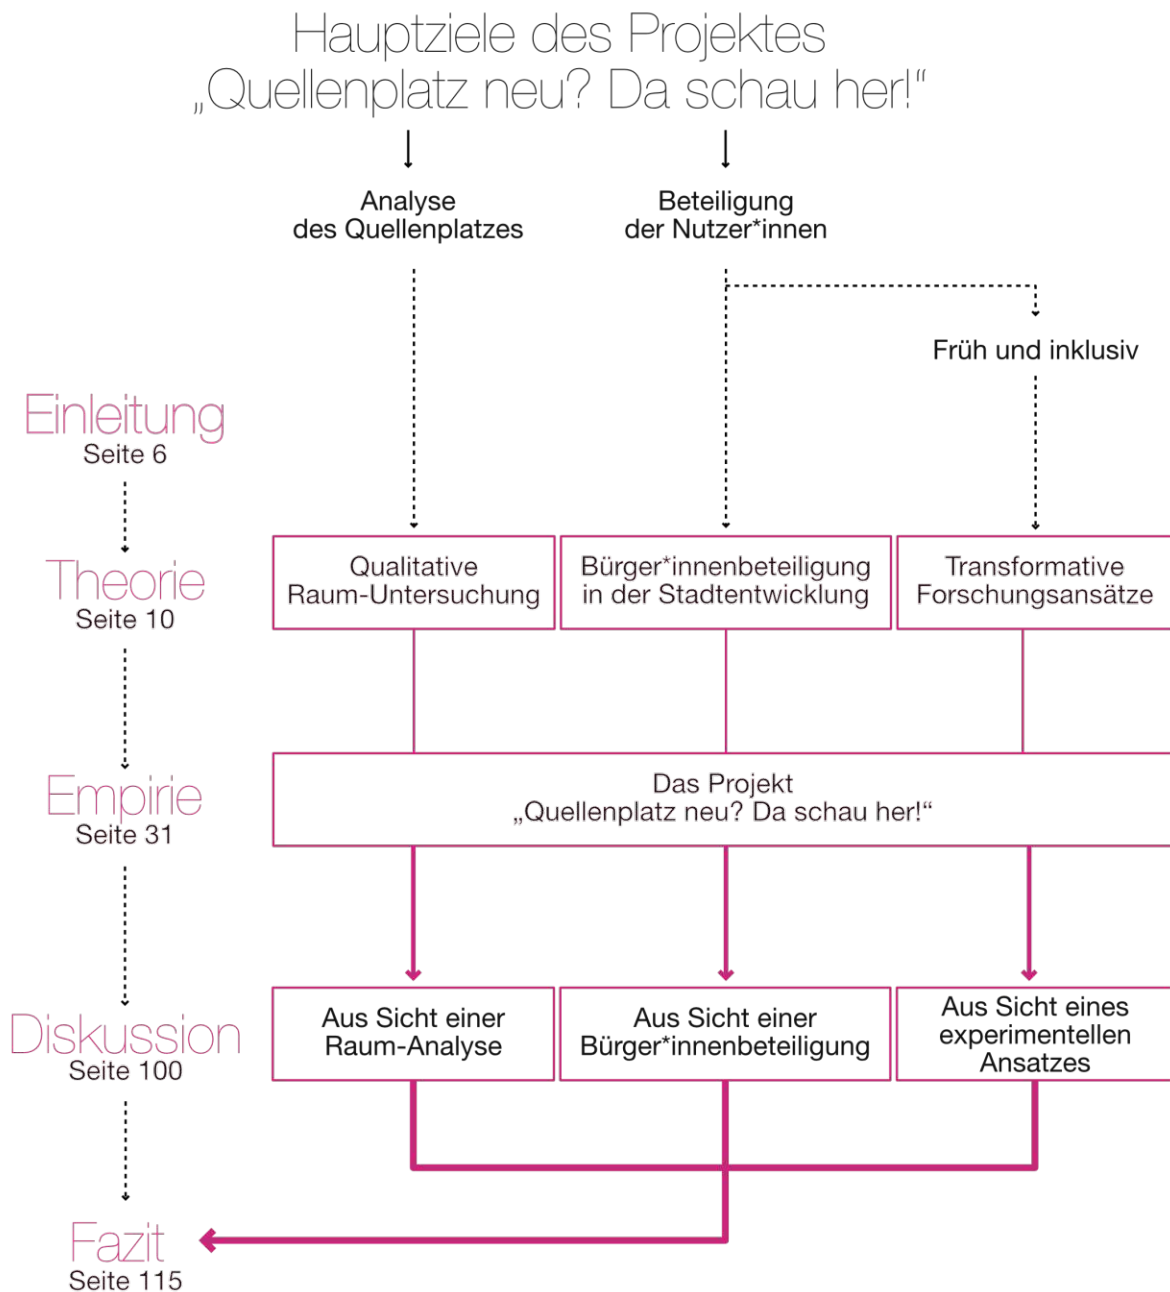 Hauptziele des Projektes
„Quellenplatz neu? Da schau her!“
Analyse
des Quellenplatzes
Beteiligung
der Nutzer*innen
Früh und inklusiv
Einleitung
Seite 6
Theorie
Seite 10
Qualitative
Raum-Untersuchung
Bürger*innenbeteiligung
in der Stadtentwicklung
Transformative
Forschungsansätze
Empirie
Seite 31
Das Projekt
„Quellenplatz neu? Da schau her!“
Diskussion
Seite 100
Aus Sicht einer
Raum-Analyse
Aus Sicht einer
Bürger*innenbeteiligung
Aus Sicht eines
experimentellen
Ansatzes
Fazit
Seite 115